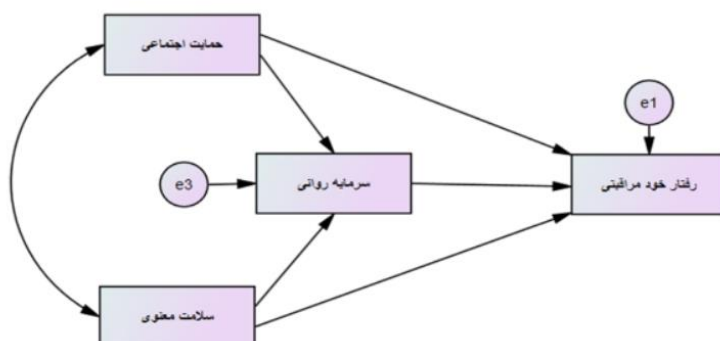 حمایت اجتماعی
e1
سرمایه روانی
e3
رفتار خود مراقبتی
سلامت معنوی